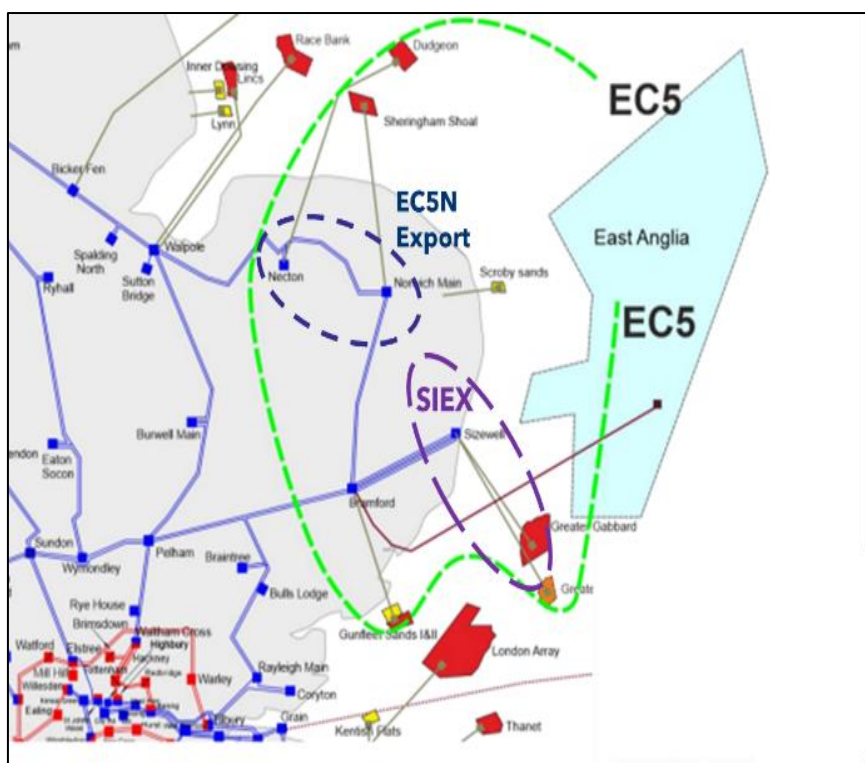 Race Bank
Dudgeon
Inner Dowsing
Lincs
EC5
Lynn
Sheringham Shoal
Bicker Fen
EC5N
Export
East Anglia
Spalding
North
Walpole
Sutton
Bridge
Necton
Norwich Main
Scroby sands
Ryhall
EC5
SIEX
Burwell Main
Sizewell
Eaton
Socon
Bramford
Greater Gabbard
Sundon
Pelham
Wymondley
Braintree
Greate
Rye House
Bulls Lodge
Brimsdown
Waltham Cross
Gunfleet Sands I&II
London Array
Watford
Elstree
Highbury
Hackney
Mill Hill
Tottenham
Redbridge
Warley
Rayleigh Main
Willesden
Coryton
Ealing
Tilbury
Grain
Kentish Flats
Thanet